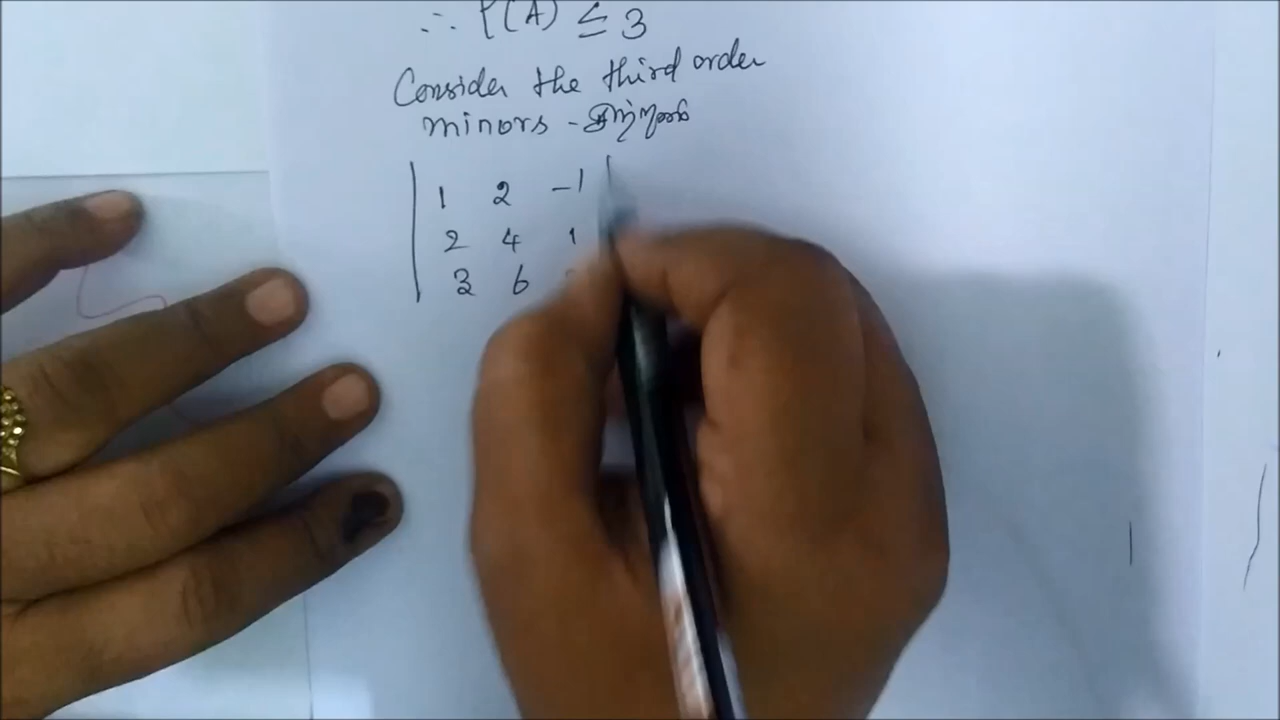 ∴ ρ(A) ≤ 3
Consider the third order
minors -
1 2 -1
2 4 1
3 6